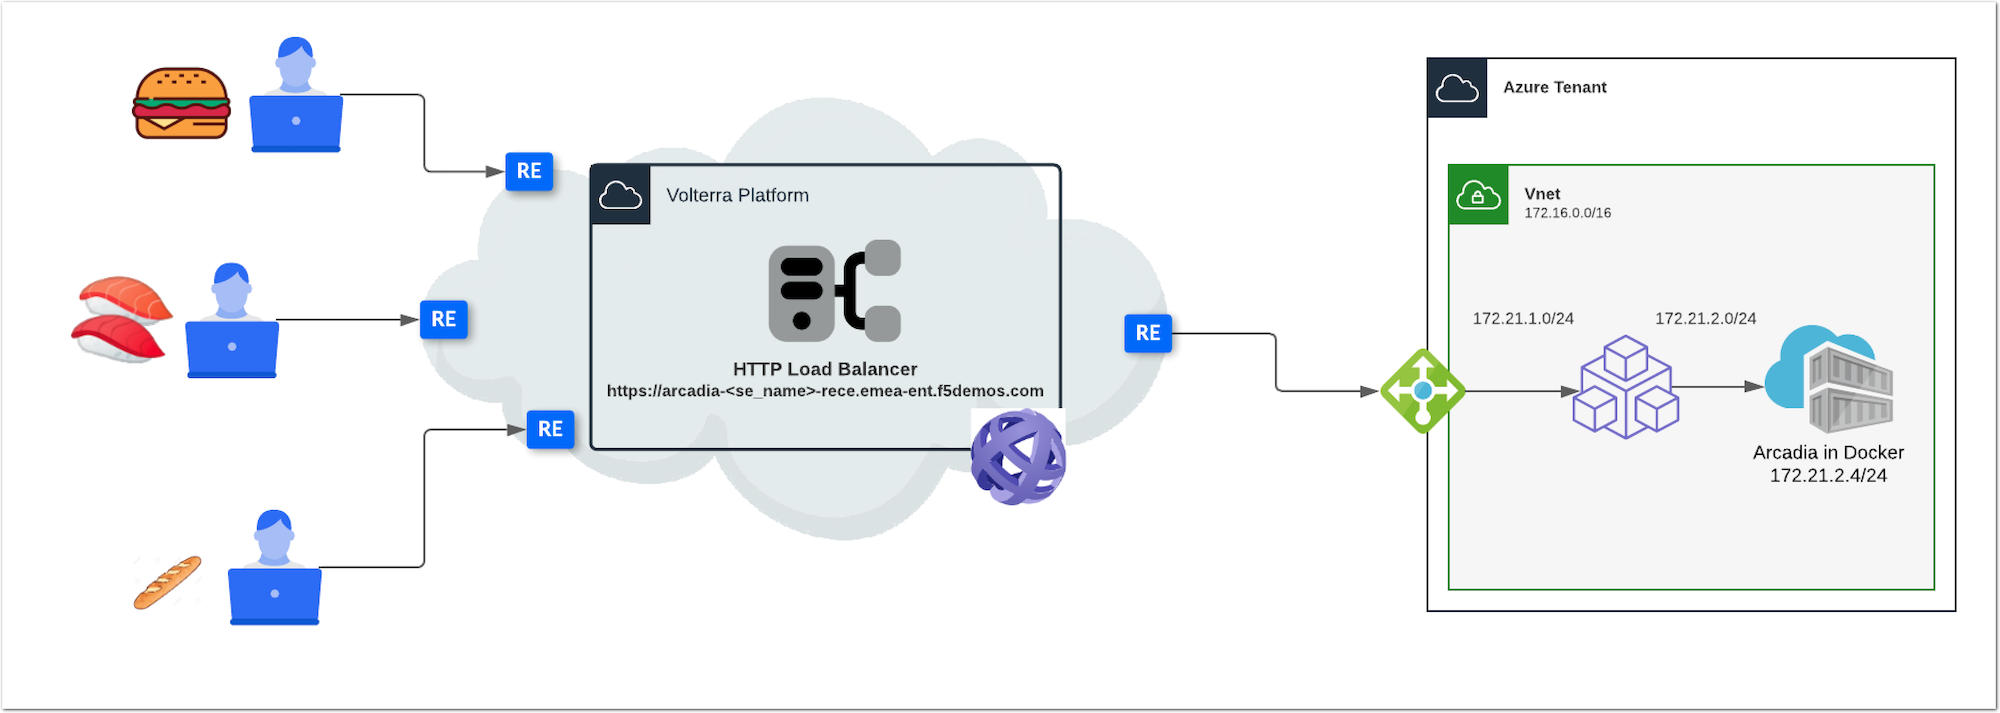 RE
RE
RE
Volterra Platform
HTTP Load Balancer
https://arcadia-<se_name>-rece.emea-ent.f5demos.com
RE
Azure Tenant
Vnet
172.16.0.0/16
172.21.1.0/24
172.21.2.0/24
Arcadia in Docker
172.21.2.4/24